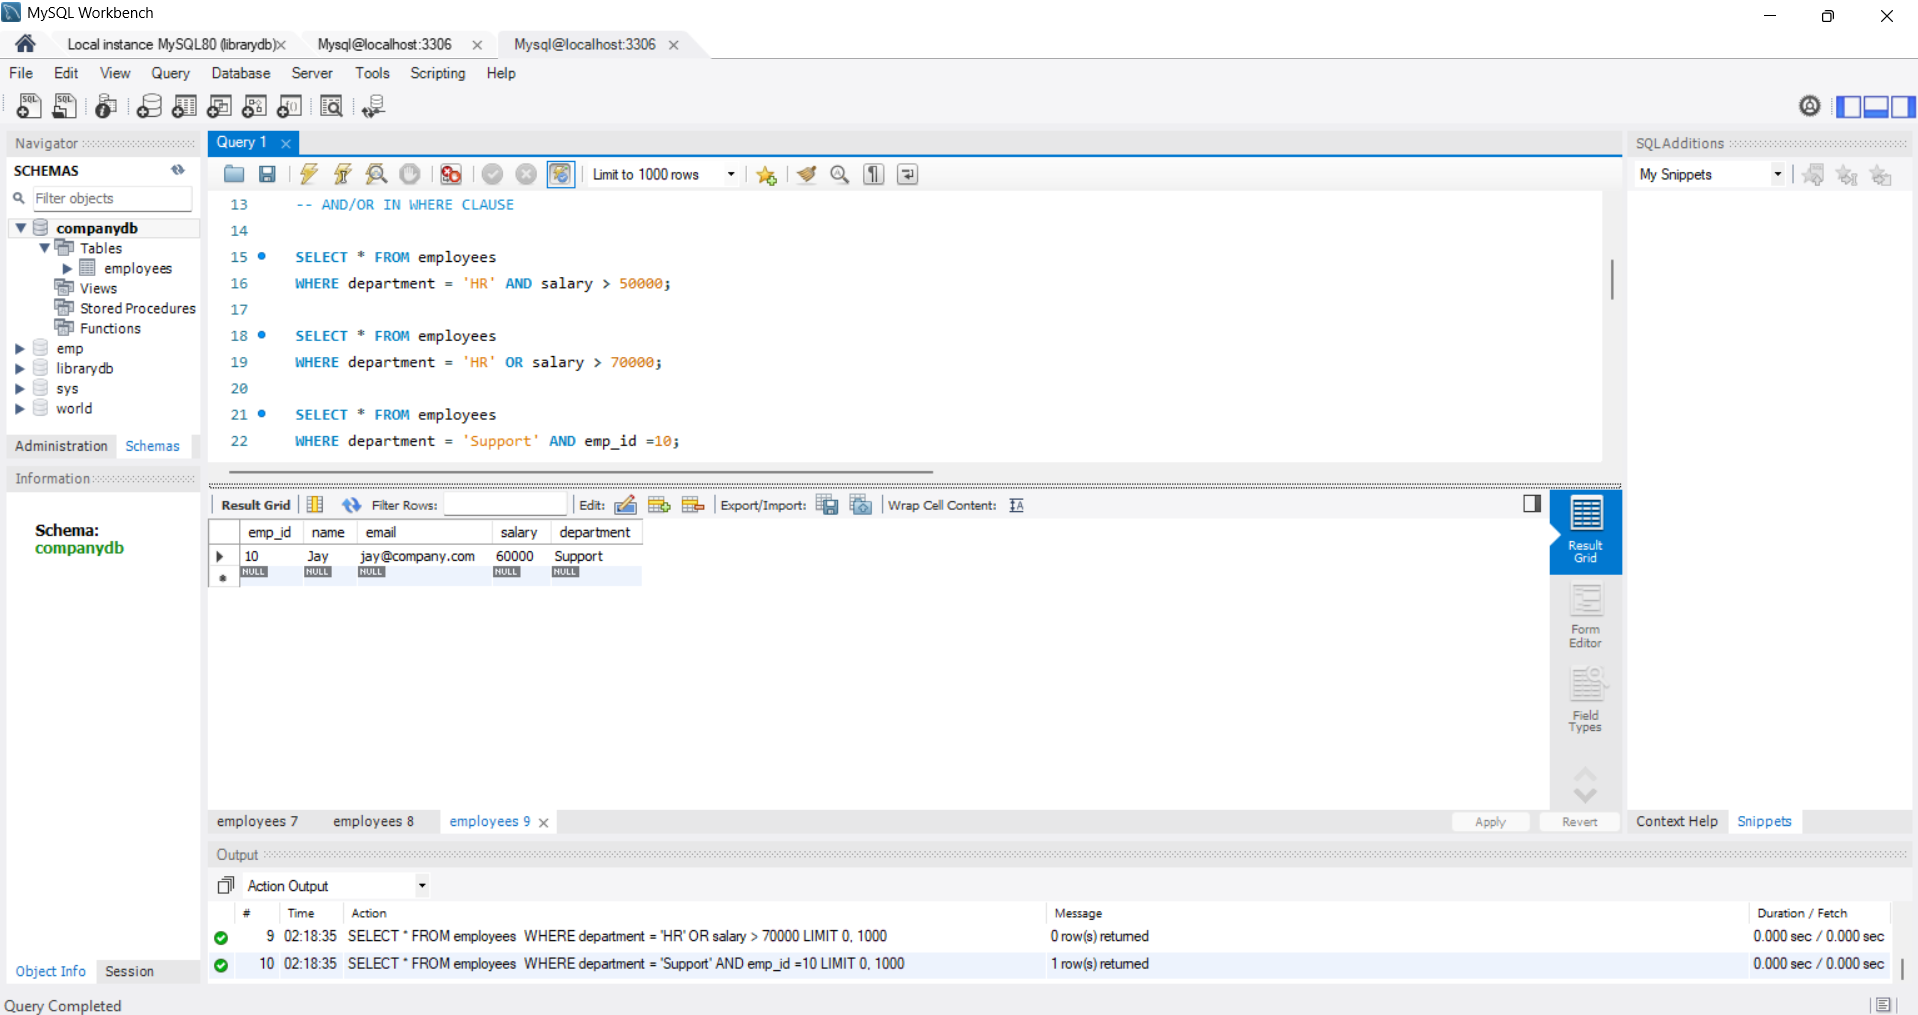 MySQL Workbench
Local instance MySQL80 (librarydb)
Mysql@localhost:3306
Mysql@localhost:3306
File Edit View Query Database Server Tools Scripting Help
Navigator
SCHEMAS
Filter objects
companydb
Tables
employees
Views
Stored Procedures
Functions
emp
librarydb
sys
world
Administration Schemas
Information
Schema:
companydb
Object Info Session
Query 1
Limit to 1000 rows
13 -- AND/OR IN WHERE CLAUSE
14
15 SELECT * FROM employees
16 WHERE department = 'HR' AND salary > 50000;
17
18 SELECT * FROM employees
19 WHERE department = 'HR' OR salary > 70000;
20
21 SELECT * FROM employees
22 WHERE department = 'Support' AND emp_id =10;
Result Grid Filter Rows: Edit: Export/Import: Wrap Cell Content:
emp_id name email salary department
10 Jay jay@company.com 60000 Support
NULL NULL NULL NULL NULL
Result
Grid
Form
Editor
Field
Types
employees 7 employees 8 employees 9
Apply Revert
SQLAdditions
My Snippets
Context Help Snippets
Output
Action Output
# Time Action Message Duration / Fetch
9 02:18:35 SELECT * FROM employees WHERE department = 'HR' OR salary > 70000 LIMIT 0, 1000 0 row(s) returned 0.000 sec / 0.000 sec
10 02:18:35 SELECT * FROM employees WHERE department = 'Support' AND emp_id =10 LIMIT 0, 1000 1 row(s) returned 0.000 sec / 0.000 sec
Query Completed